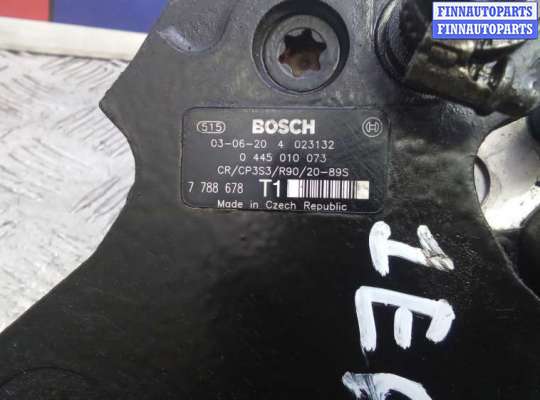 FINNAUTOPARTS
FINNAUTOPARTS
515 BOSCH
03-06-20 4 023132
0 445 010 073
CR/CP3S3/R90/20-89S
7 788 678 T1
Made in Czech Republic